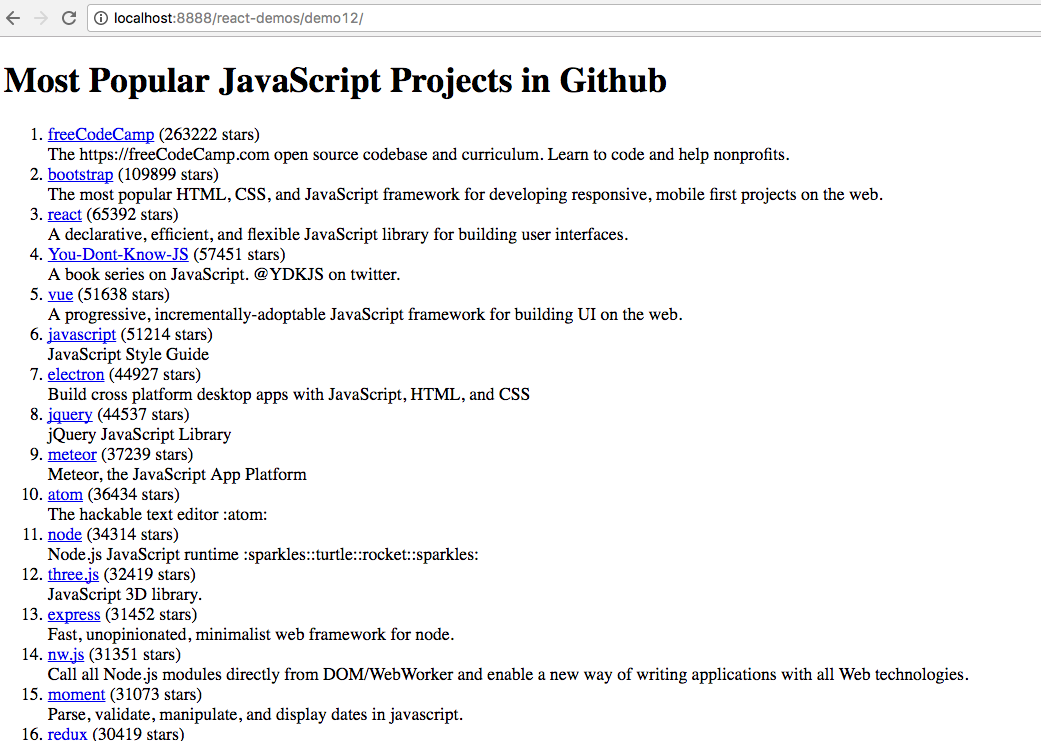 localhost:8888/react-demos/demo12/
Most Popular JavaScript Projects in Github
1. freeCodeCamp (263222 stars)
The https://freeCodeCamp.com open source codebase and curriculum. Learn to code and help nonprofits.
2. bootstrap (109899 stars)
The most popular HTML, CSS, and JavaScript framework for developing responsive, mobile first projects on the web.
3. react (65392 stars)
A declarative, efficient, and flexible JavaScript library for building user interfaces.
4. You-Dont-Know-JS (57451 stars)
A book series on JavaScript. @YDKJS on twitter.
5. vue (51638 stars)
A progressive, incrementally-adoptable JavaScript framework for building UI on the web.
6. javascript (51214 stars)
JavaScript Style Guide
7. electron (44927 stars)
Build cross platform desktop apps with JavaScript, HTML, and CSS
8. jquery (44537 stars)
jQuery JavaScript Library
9. meteor (37239 stars)
Meteor, the JavaScript App Platform
10. atom (36434 stars)
The hackable text editor :atom:
11. node (34314 stars)
Node.js JavaScript runtime :sparkles::turtle::rocket::sparkles:
12. three.js (32419 stars)
JavaScript 3D library.
13. express (31452 stars)
Fast, unopinionated, minimalist web framework for node.
14. nw.js (31351 stars)
Call all Node.js modules directly from DOM/WebWorker and enable a new way of writing applications with all Web technologies.
15. moment (31073 stars)
Parse, validate, manipulate, and display dates in javascript.
16. redux (30419 stars)